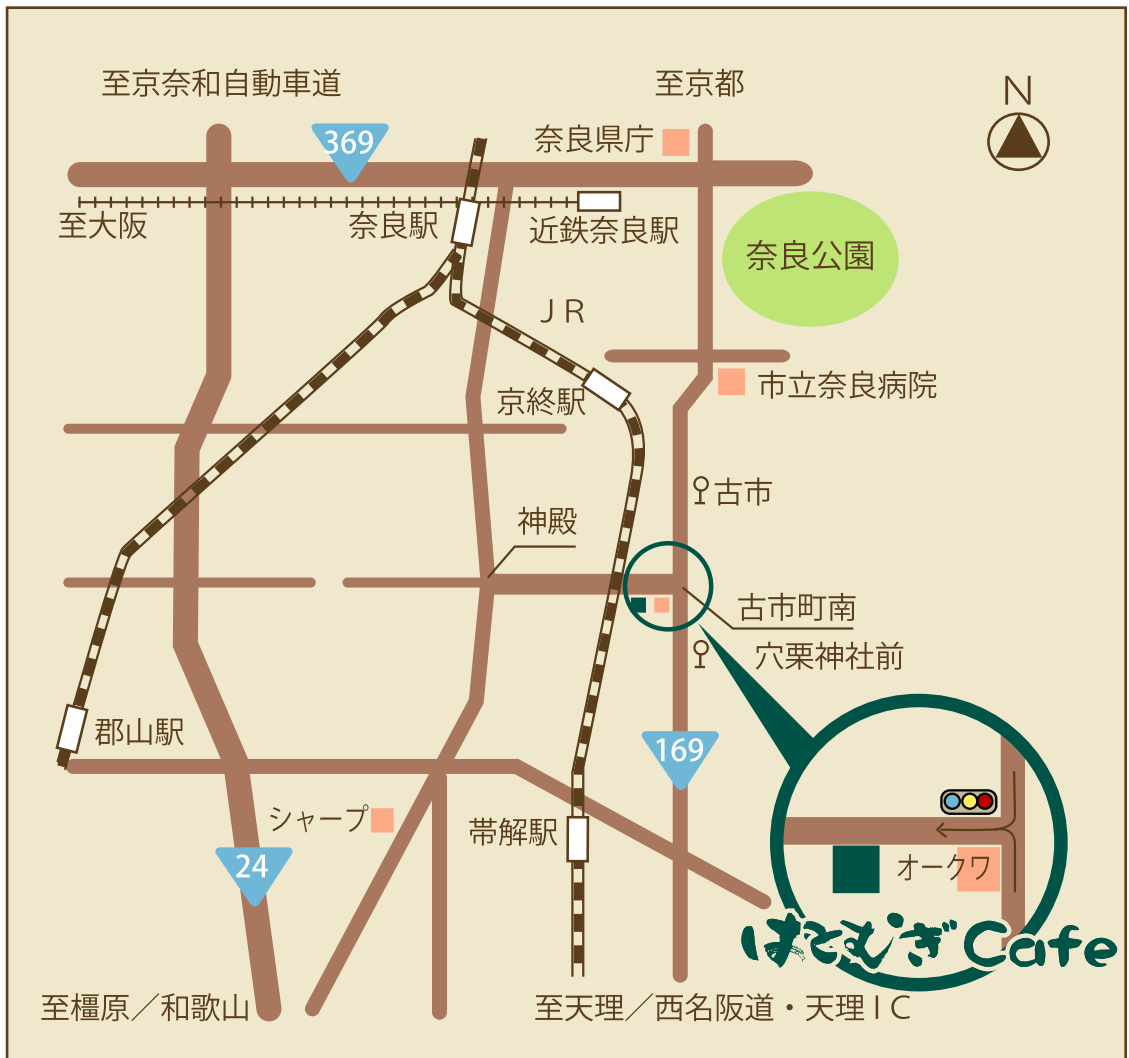 至京奈和自動車道
至京都
N
369
奈良県庁
至大阪
奈良駅
近鉄奈良駅
奈良公園
JR
京終駅
市立奈良病院
古市
神殿
古市町南
穴栗神社前
郡山駅
169
シャープ
帯解駅
24
オークワ
はとむぎCafe
至橿原／和歌山
至天理／西名阪道・天理IC